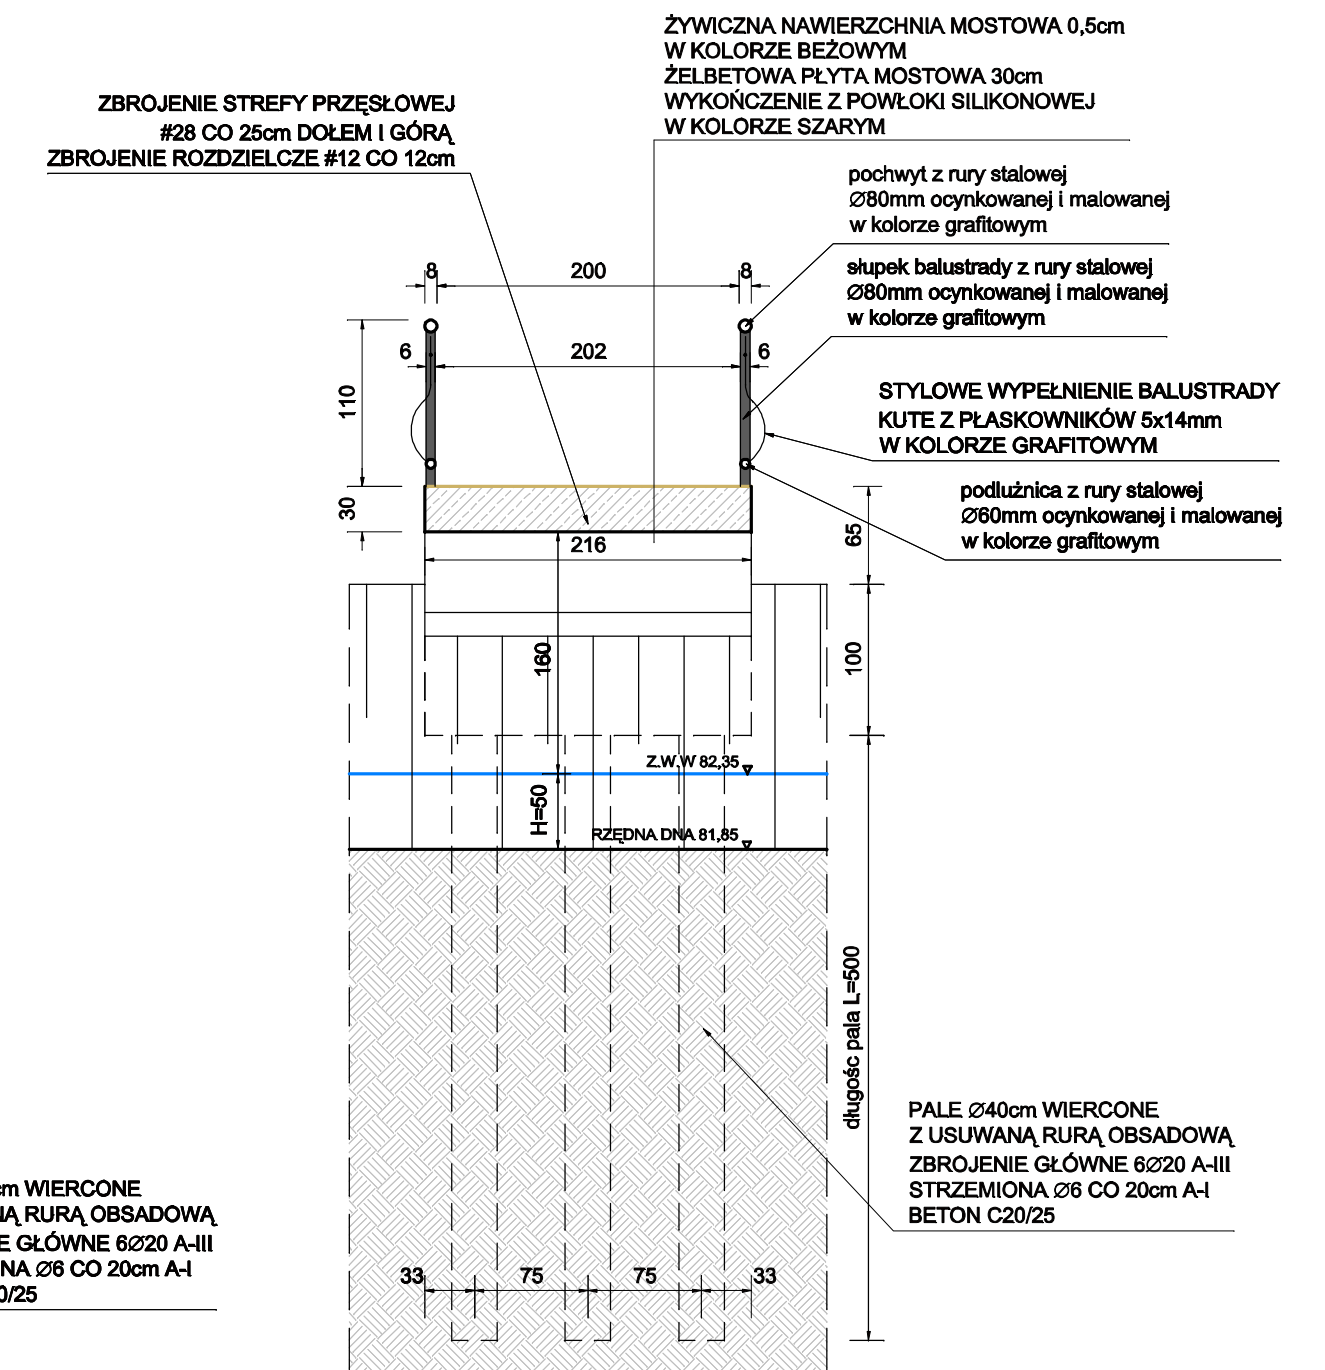 ŻYWICZNA NAWIERZCHNIA MOSTOWA 0,5cm
W KOLORZE BEŻOWYM
ŻELBETOWA PŁYTA MOSTOWA 30cm
WYKOŃCZENIE Z POWŁOKI SILIKONOWEJ
W KOLORZE SZARYM
ZBROJENIE STREFY PRZĘSŁOWEJ
#28 CO 25cm DOŁEM I GÓRĄ
ZBROJENIE ROZDZIELCZE #12 CO 12cm
pochwyt z rury stalowej
Ø80mm ocynkowanej i malowanej
w kolorze grafitowym
słupek balustrady z rury stalowej
Ø80mm ocynkowanej i malowanej
w kolorze grafitowym
STYLOWE WYPEŁNIENIE BALUSTRADY
KUTE Z PŁASKOWNIKÓW 5x14mm
W KOLORZE GRAFITOWYM
podłużnica z rury stalowej
Ø60mm ocynkowanej i malowanej
w kolorze grafitowym
8 200 8
6 202 6
110
30
216
65
160
100
Z.W.W 82,35
H=50
RZĘDNA DNA 81,85
długość pala L=500
PALE Ø40cm WIERCONE
Z USUWANĄ RURĄ OBSADOWĄ
ZBROJENIE GŁÓWNE 6Ø20 A-III
STRZEMIONA Ø6 CO 20cm A-I
BETON C20/25
cm WIERCONE
NĄ RURĄ OBSADOWĄ
E GŁÓWNE 6Ø20 A-III
NA Ø6 CO 20cm A-I
0/25
33 75 75 33